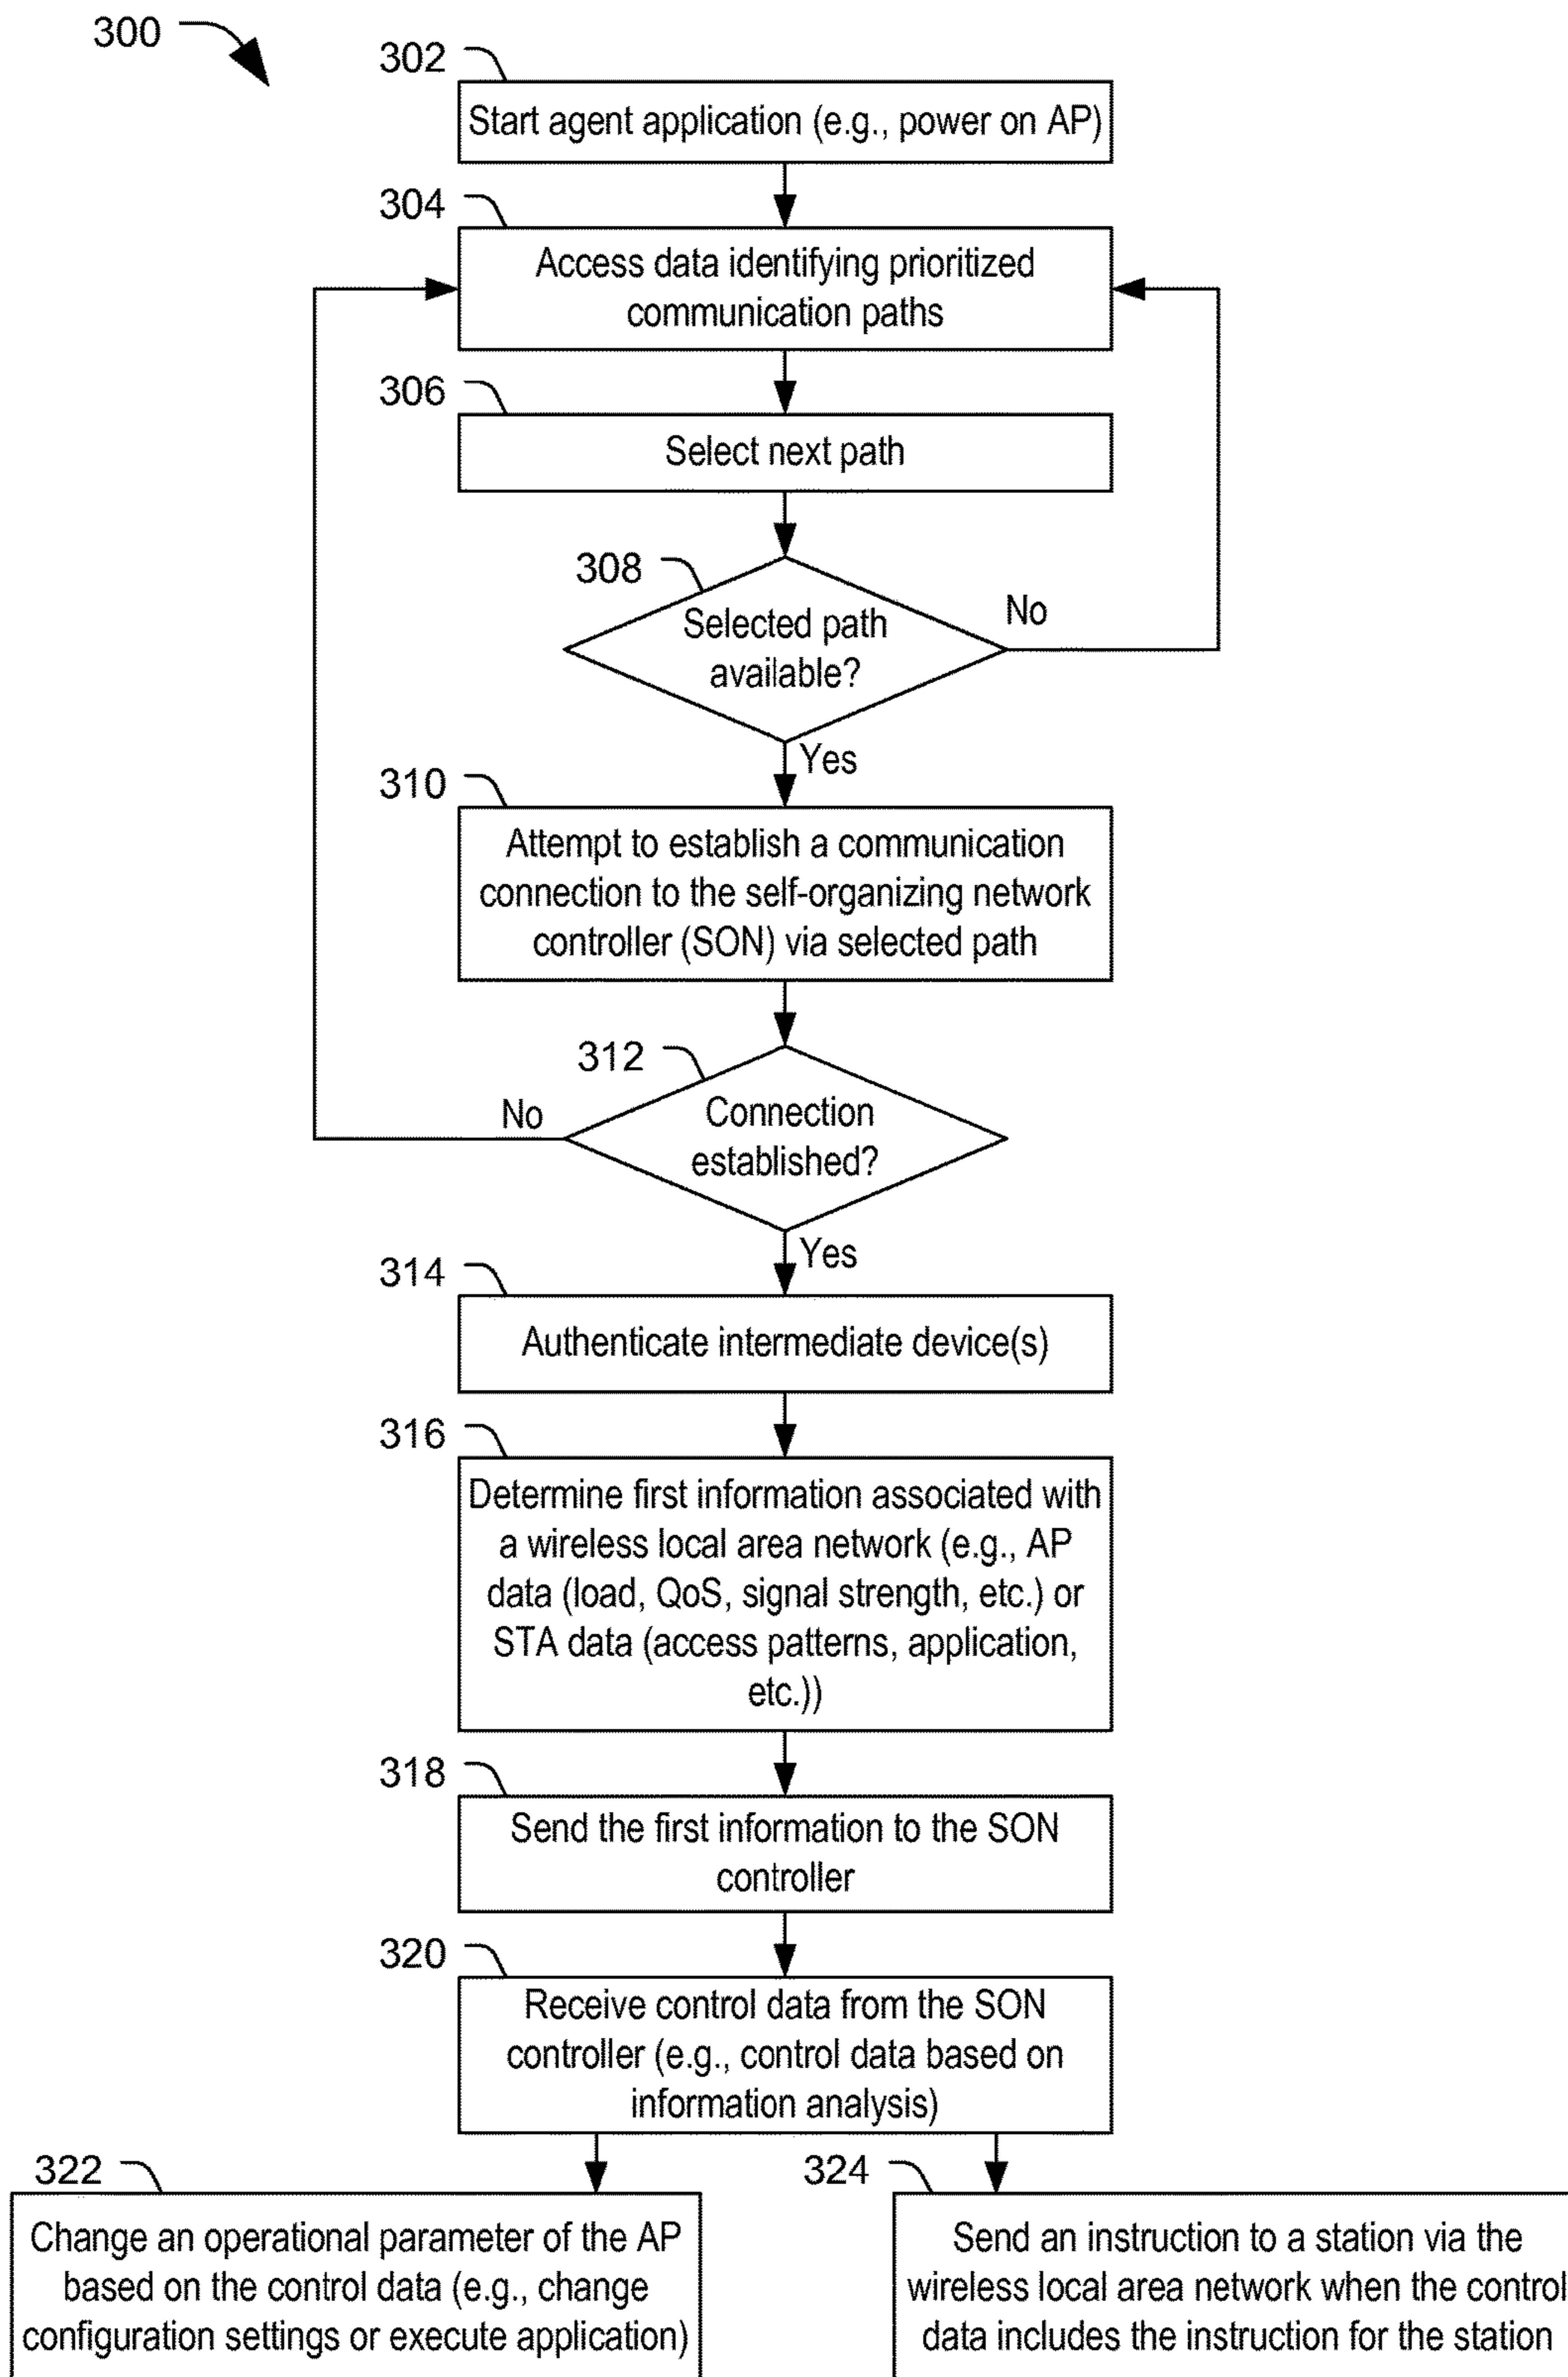 300
302
Start agent application (e.g., power on AP)
304
Access data identifying prioritized
communication paths
306
Select next path
308
Selected path
available?
No
Yes
310
Attempt to establish a communication
connection to the self-organizing network
controller (SON) via selected path
312
Connection
established?
No
Yes
314
Authenticate intermediate device(s)
316
Determine first information associated with
a wireless local area network (e.g., AP
data (load, QoS, signal strength, etc.) or
STA data (access patterns, application,
etc.))
318
Send the first information to the SON
controller
320
Receive control data from the SON
controller (e.g., control data based on
information analysis)
322
Change an operational parameter of the AP
based on the control data (e.g., change
configuration settings or execute application)
324
Send an instruction to a station via the
wireless local area network when the control
data includes the instruction for the station